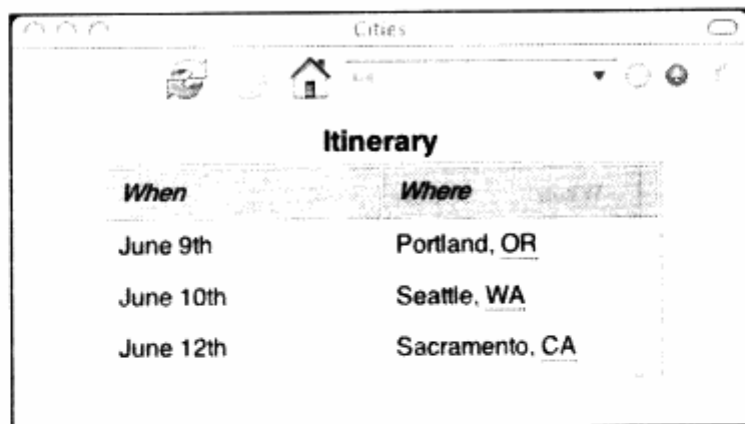 Cities
Itinerary
When Where
June 9th Portland, OR
June 10th Seattle, WA
June 12th Sacramento, CA